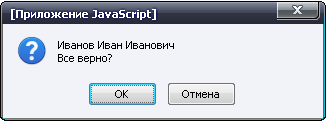 [Приложение JavaScript]
Иванов Иван Иванович
Все верно?
OK
Отмена